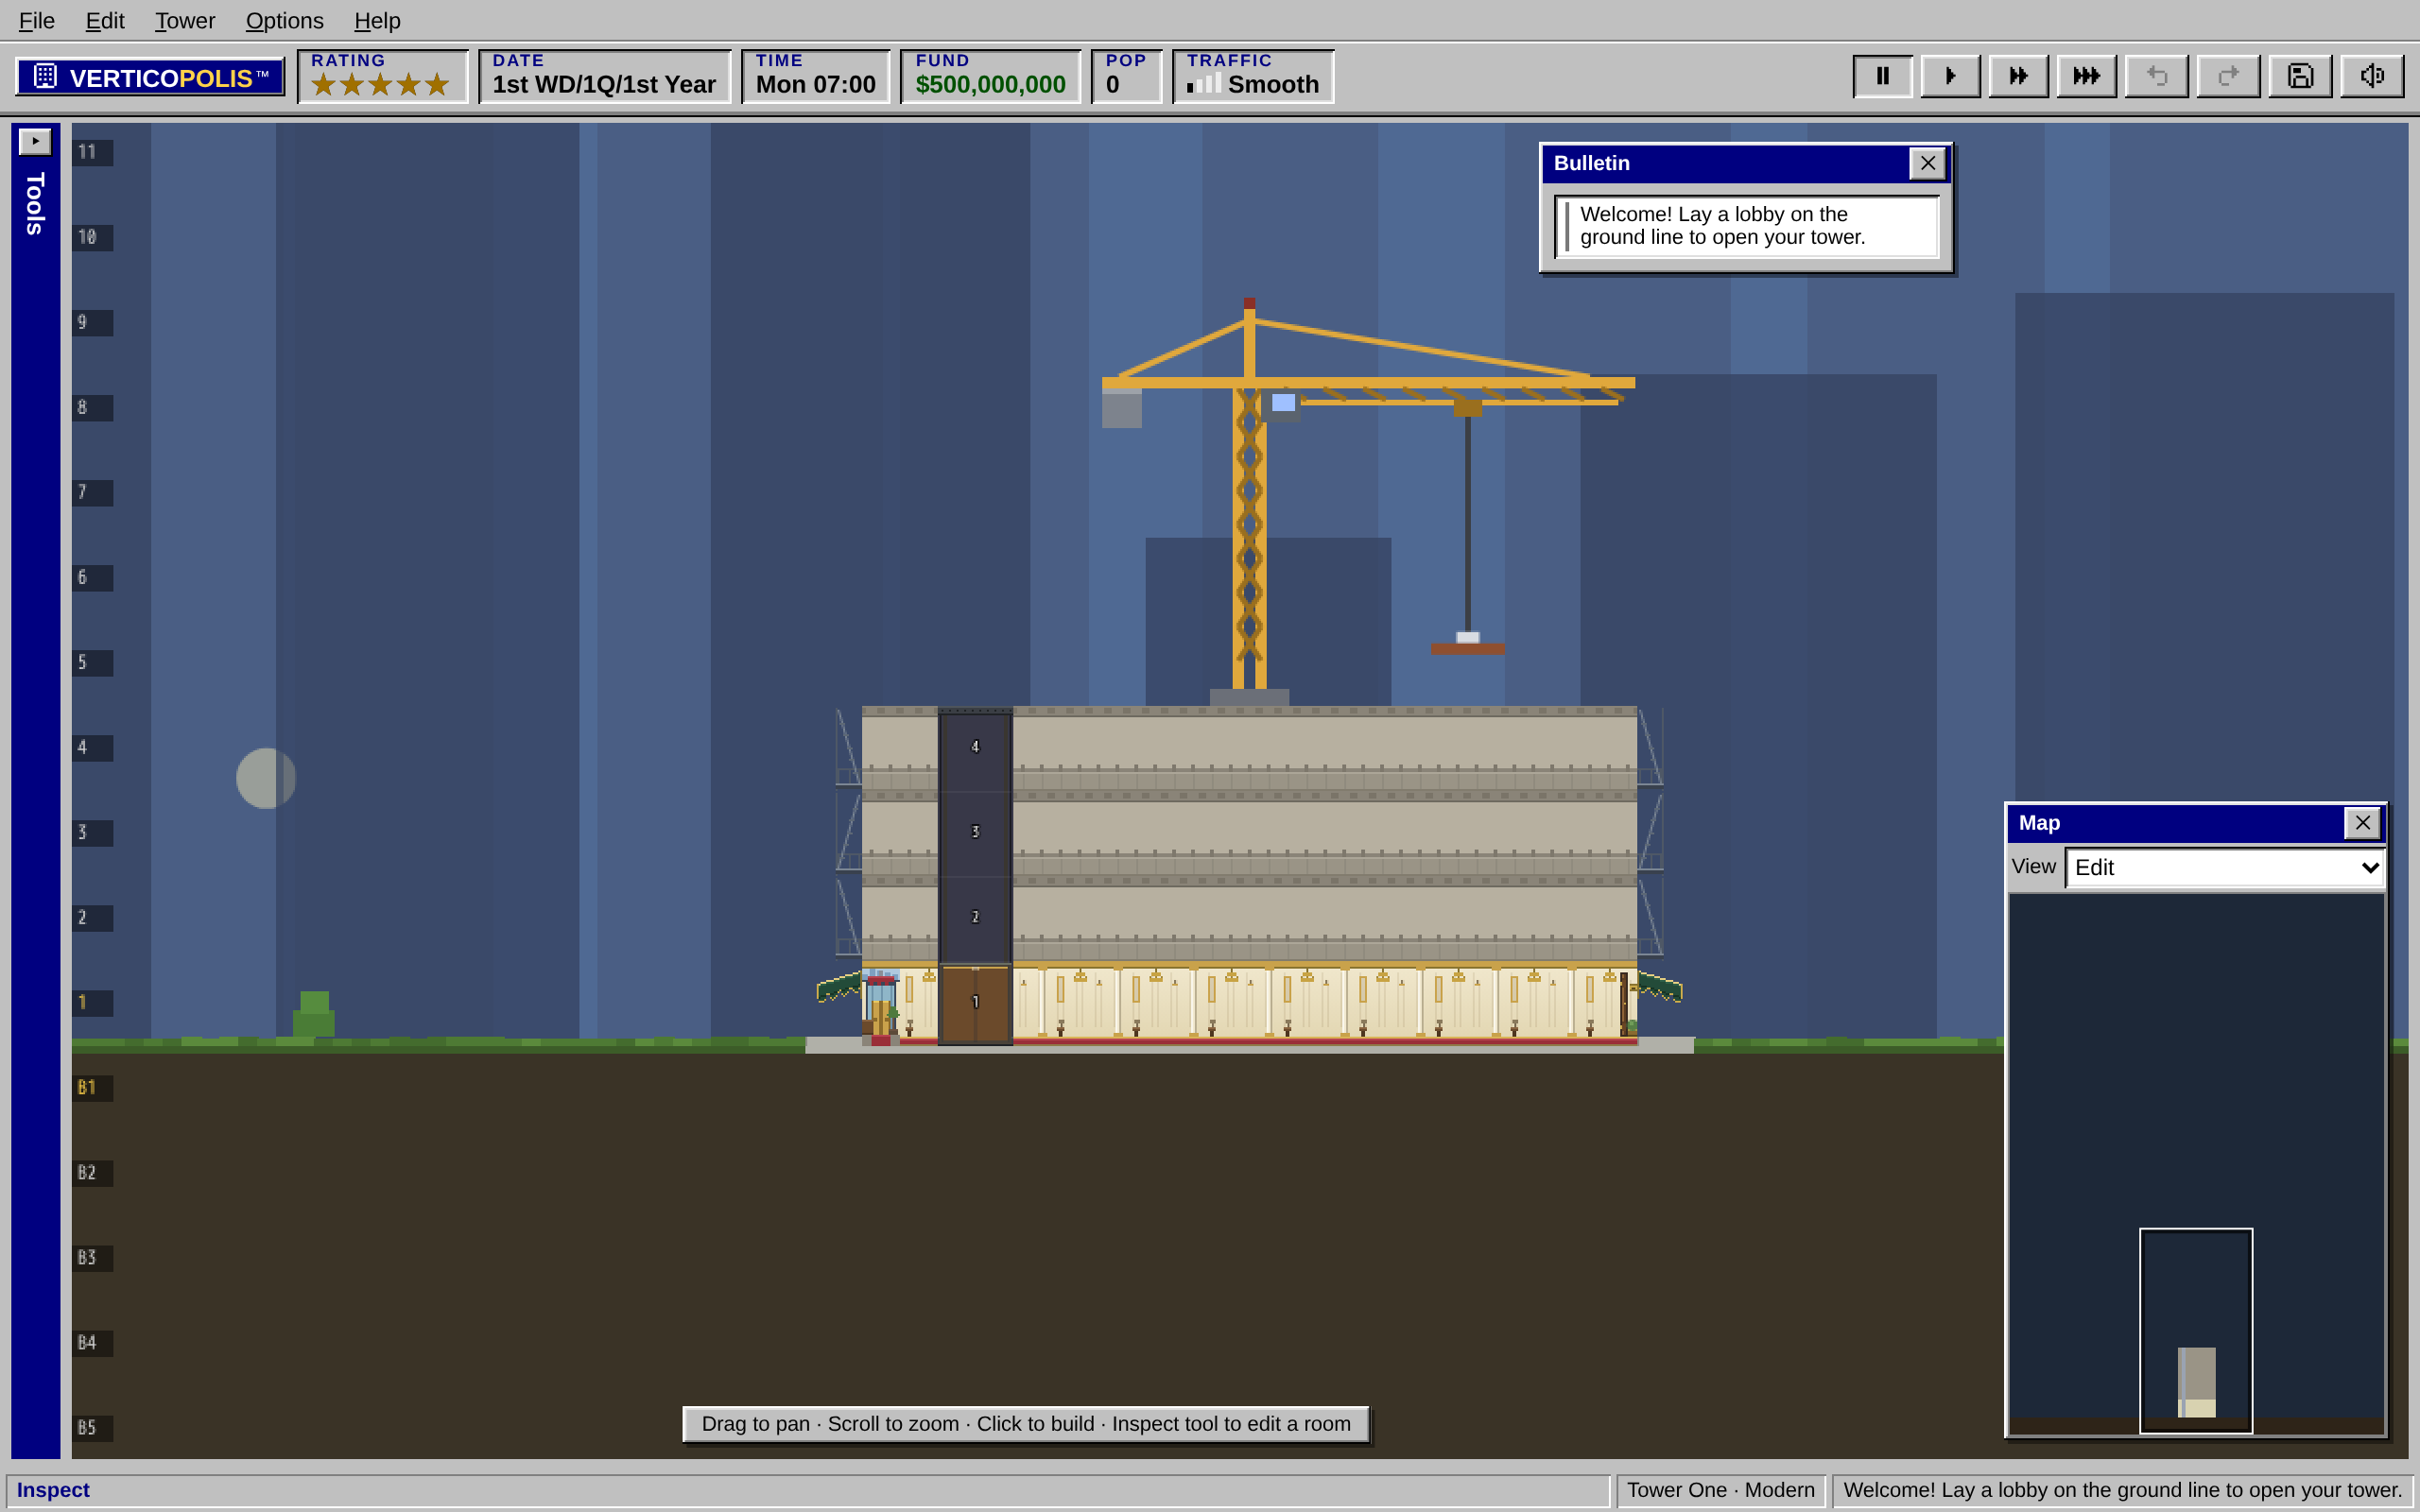 File Edit Tower Options Help
VERTICOPOLIS™
RATING
★★★★★
DATE
1st WD/1Q/1st Year
TIME
Mon 07:00
FUND
$500,000,000
POP
0
TRAFFIC
Smooth
Tools
11
10
9
8
7
6
5
4
3
2
1
B1
B2
B3
B4
B5
Bulletin
Welcome! Lay a lobby on the
ground line to open your tower.
4
3
2
1
Map
View Edit
Drag to pan · Scroll to zoom · Click to build · Inspect tool to edit a room
Inspect
Tower One · Modern
Welcome! Lay a lobby on the ground line to open your tower.